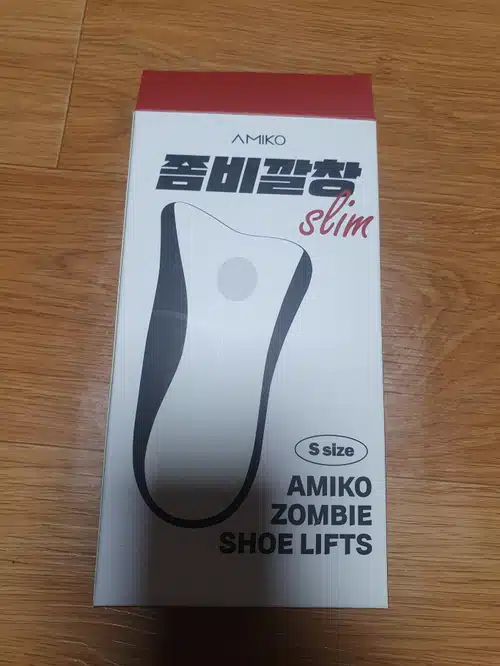 AMIKO
좀비깔창
slim
S size
AMIKO
ZOMBIE
SHOE LIFTS